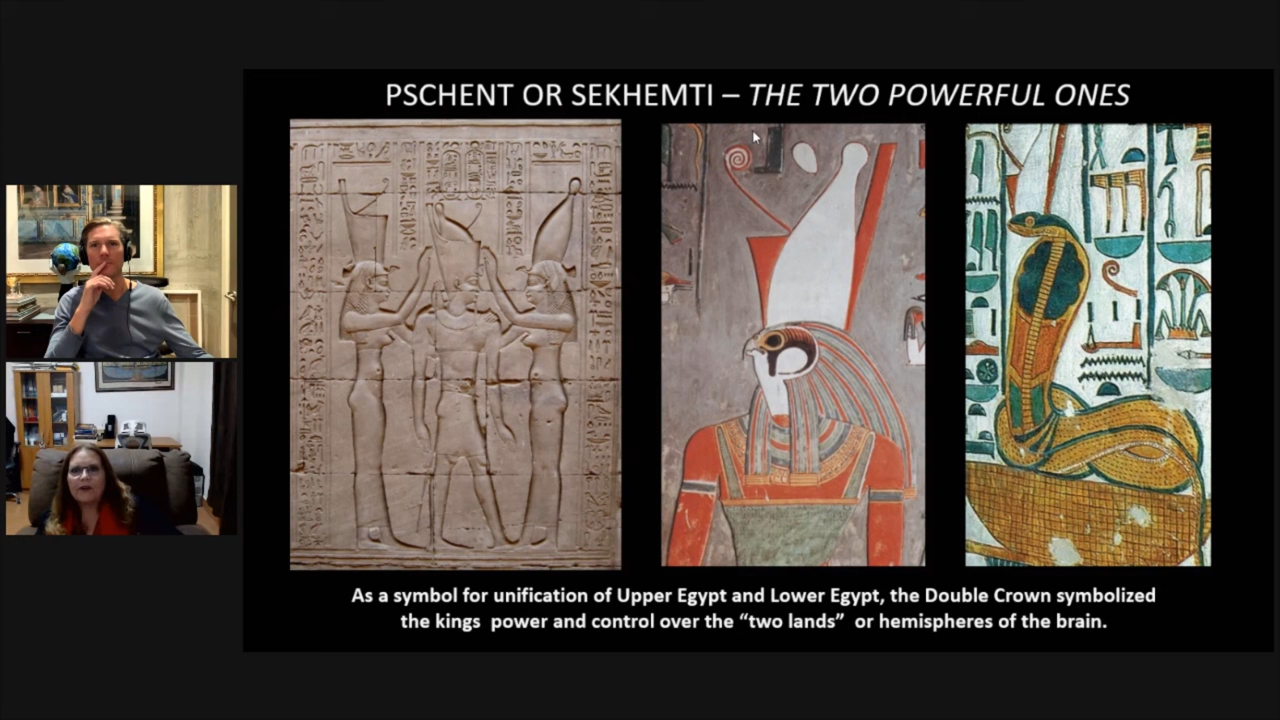 PSCHENT OR SEKHEMTI – THE TWO POWERFUL ONES
As a symbol for unification of Upper Egypt and Lower Egypt, the Double Crown symbolized
the kings power and control over the “two lands” or hemispheres of the brain.